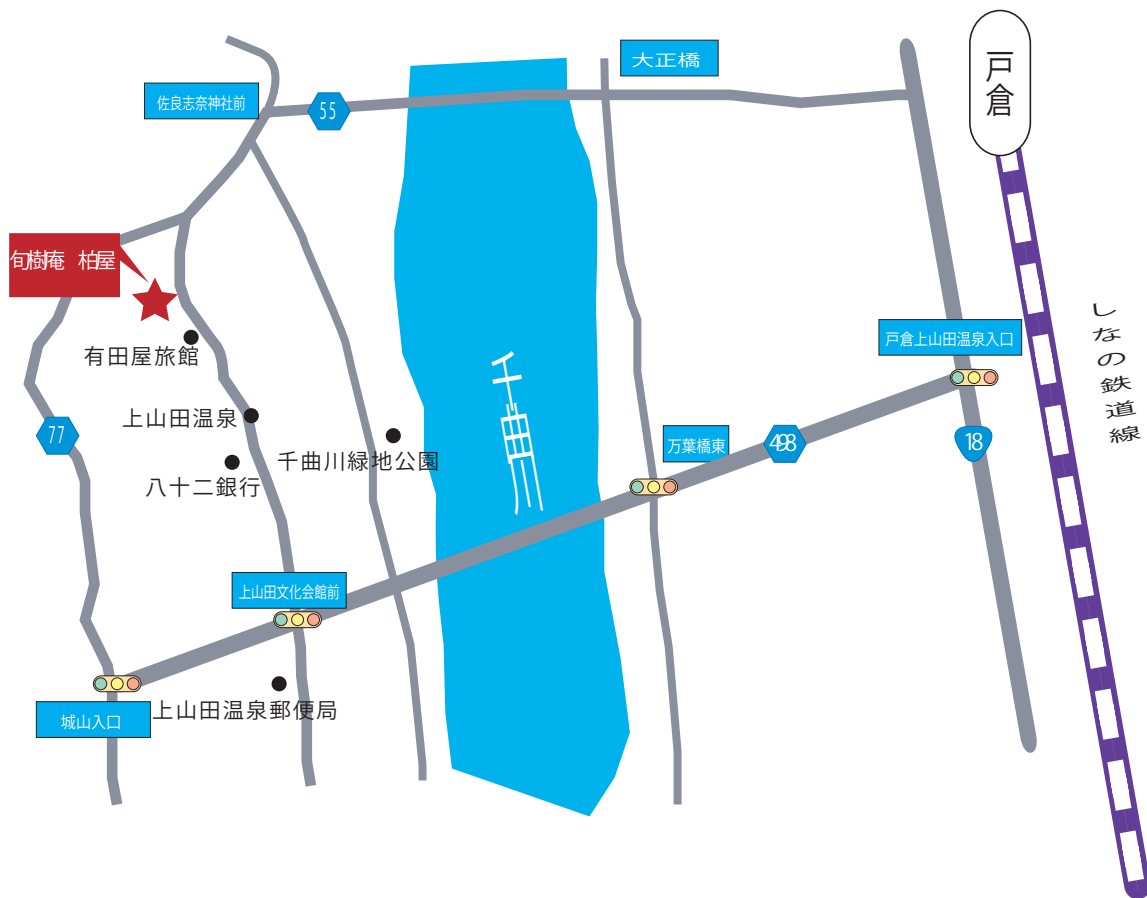 戸倉
大正橋
佐良志奈神社前
55
旬樹庵 柏屋
しなの鉄道線
戸倉上山田温泉入口
有田屋旅館
千曲川
上山田温泉
77
万葉橋東
498
18
千曲川緑地公園
八十二銀行
上山田文化会館前
上山田温泉郵便局
城山入口